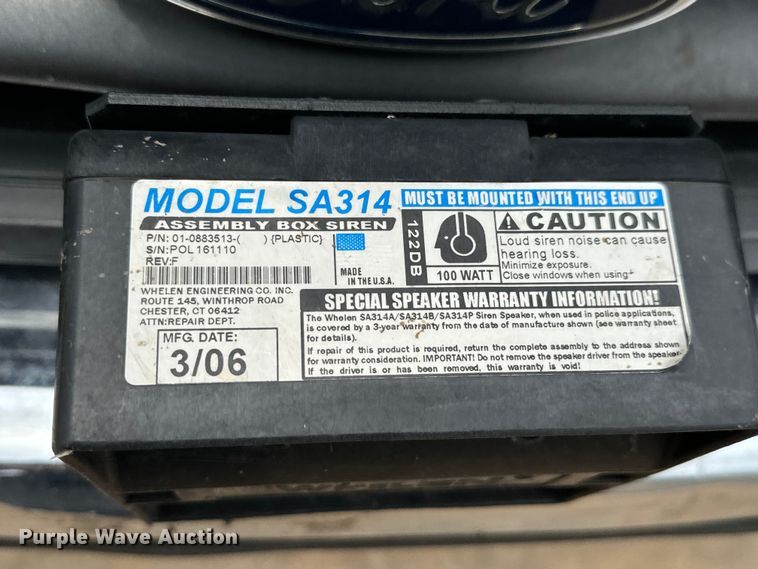 Ford
MODEL SA314
MUST BE MOUNTED WITH THIS END UP
ASSEMBLY BOX SIREN
P/N: 01-0883513-( ) {PLASTIC}
S/N:POL161110
REV:F
MADE
IN THE U.S.A.
WHELEN ENGINEERING CO. INC.
ROUTE 145, WINTHROP ROAD
CHESTER, CT 06412
ATTN:REPAIR DEPT.
MFG. DATE:
3/06
122DB
100 WATT
CAUTION
Loud siren noise can cause
hearing loss.
Minimize exposure.
Close windows when using
SPECIAL SPEAKER WARRANTY INFORMATION!
The Whelen SA314A/SA314B/SA314P Siren Speaker, when used in police applications,
is covered by a 3-year warranty from the date of manufacture shown (see warranty sheet
for details).
If repair of this product is required, return the complete assembly to the address shown
for warranty consideration. IMPORTANT! Do not remove the speaker driver from the speaker.
If the driver is or has been removed, this warranty is void!
Purple Wave Auction